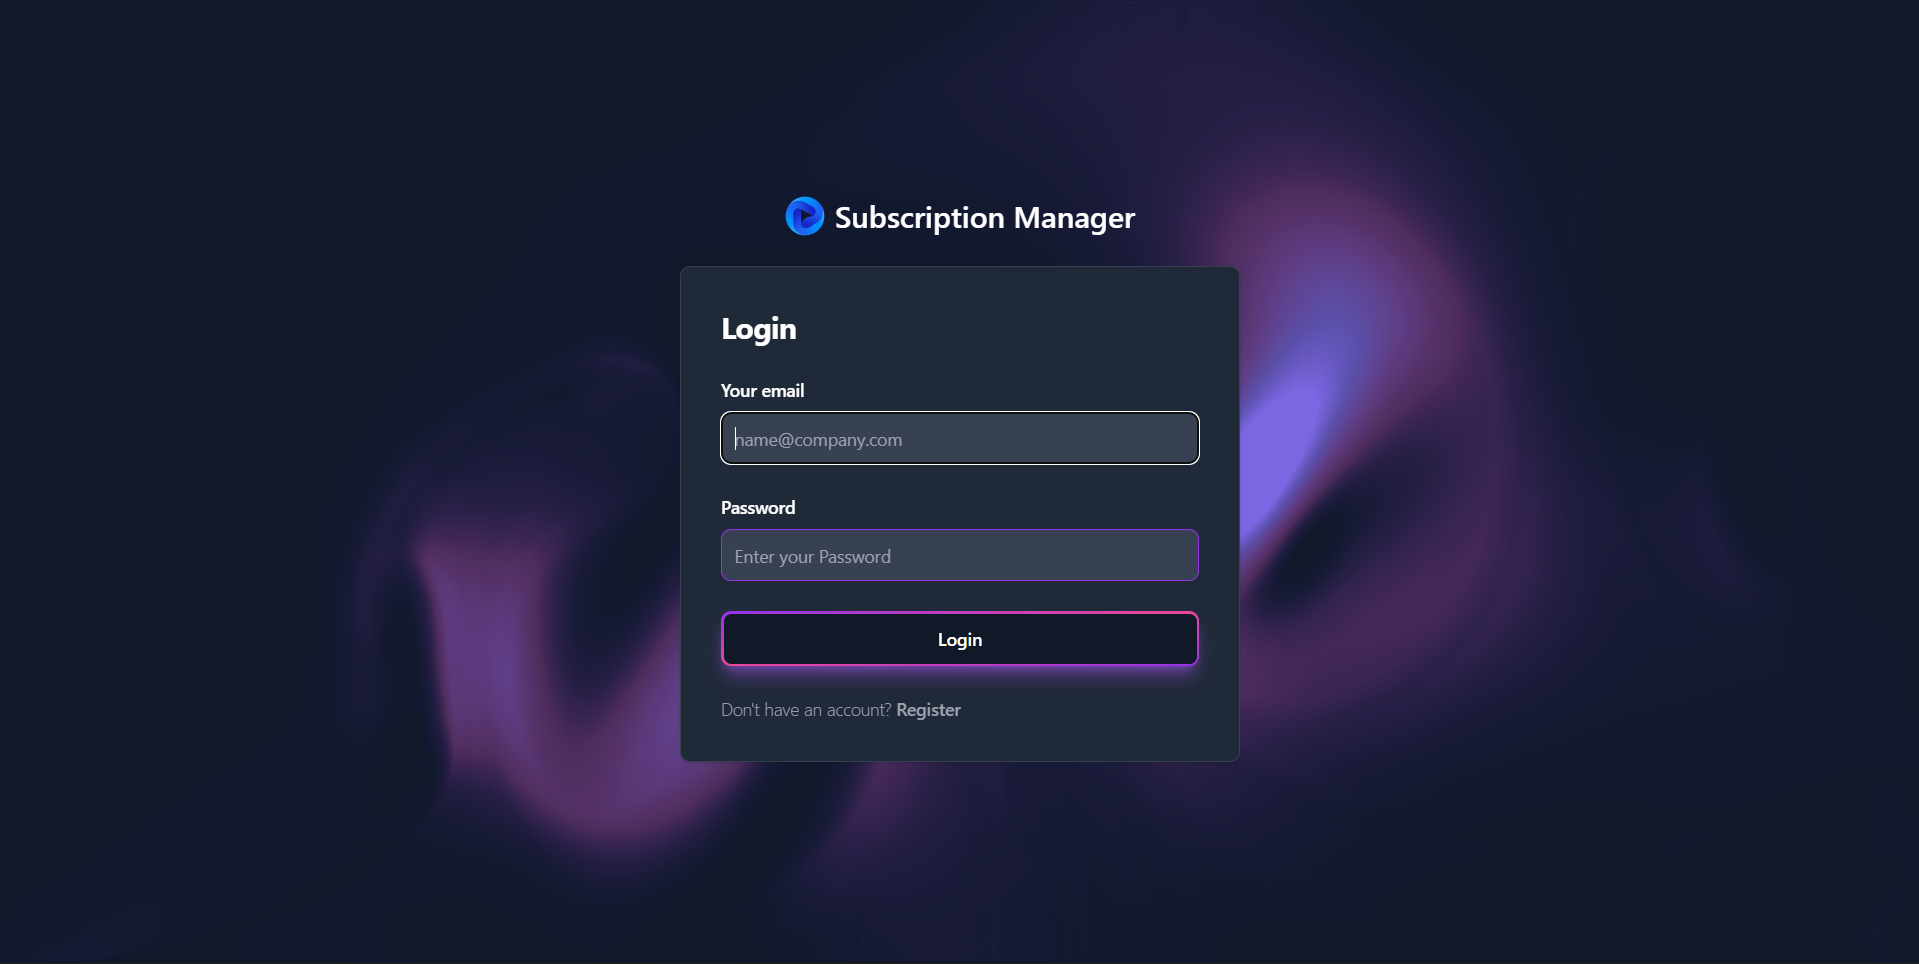 Subscription Manager
Login
Your email
name@company.com
Password
Enter your Password
Login
Don't have an account? Register